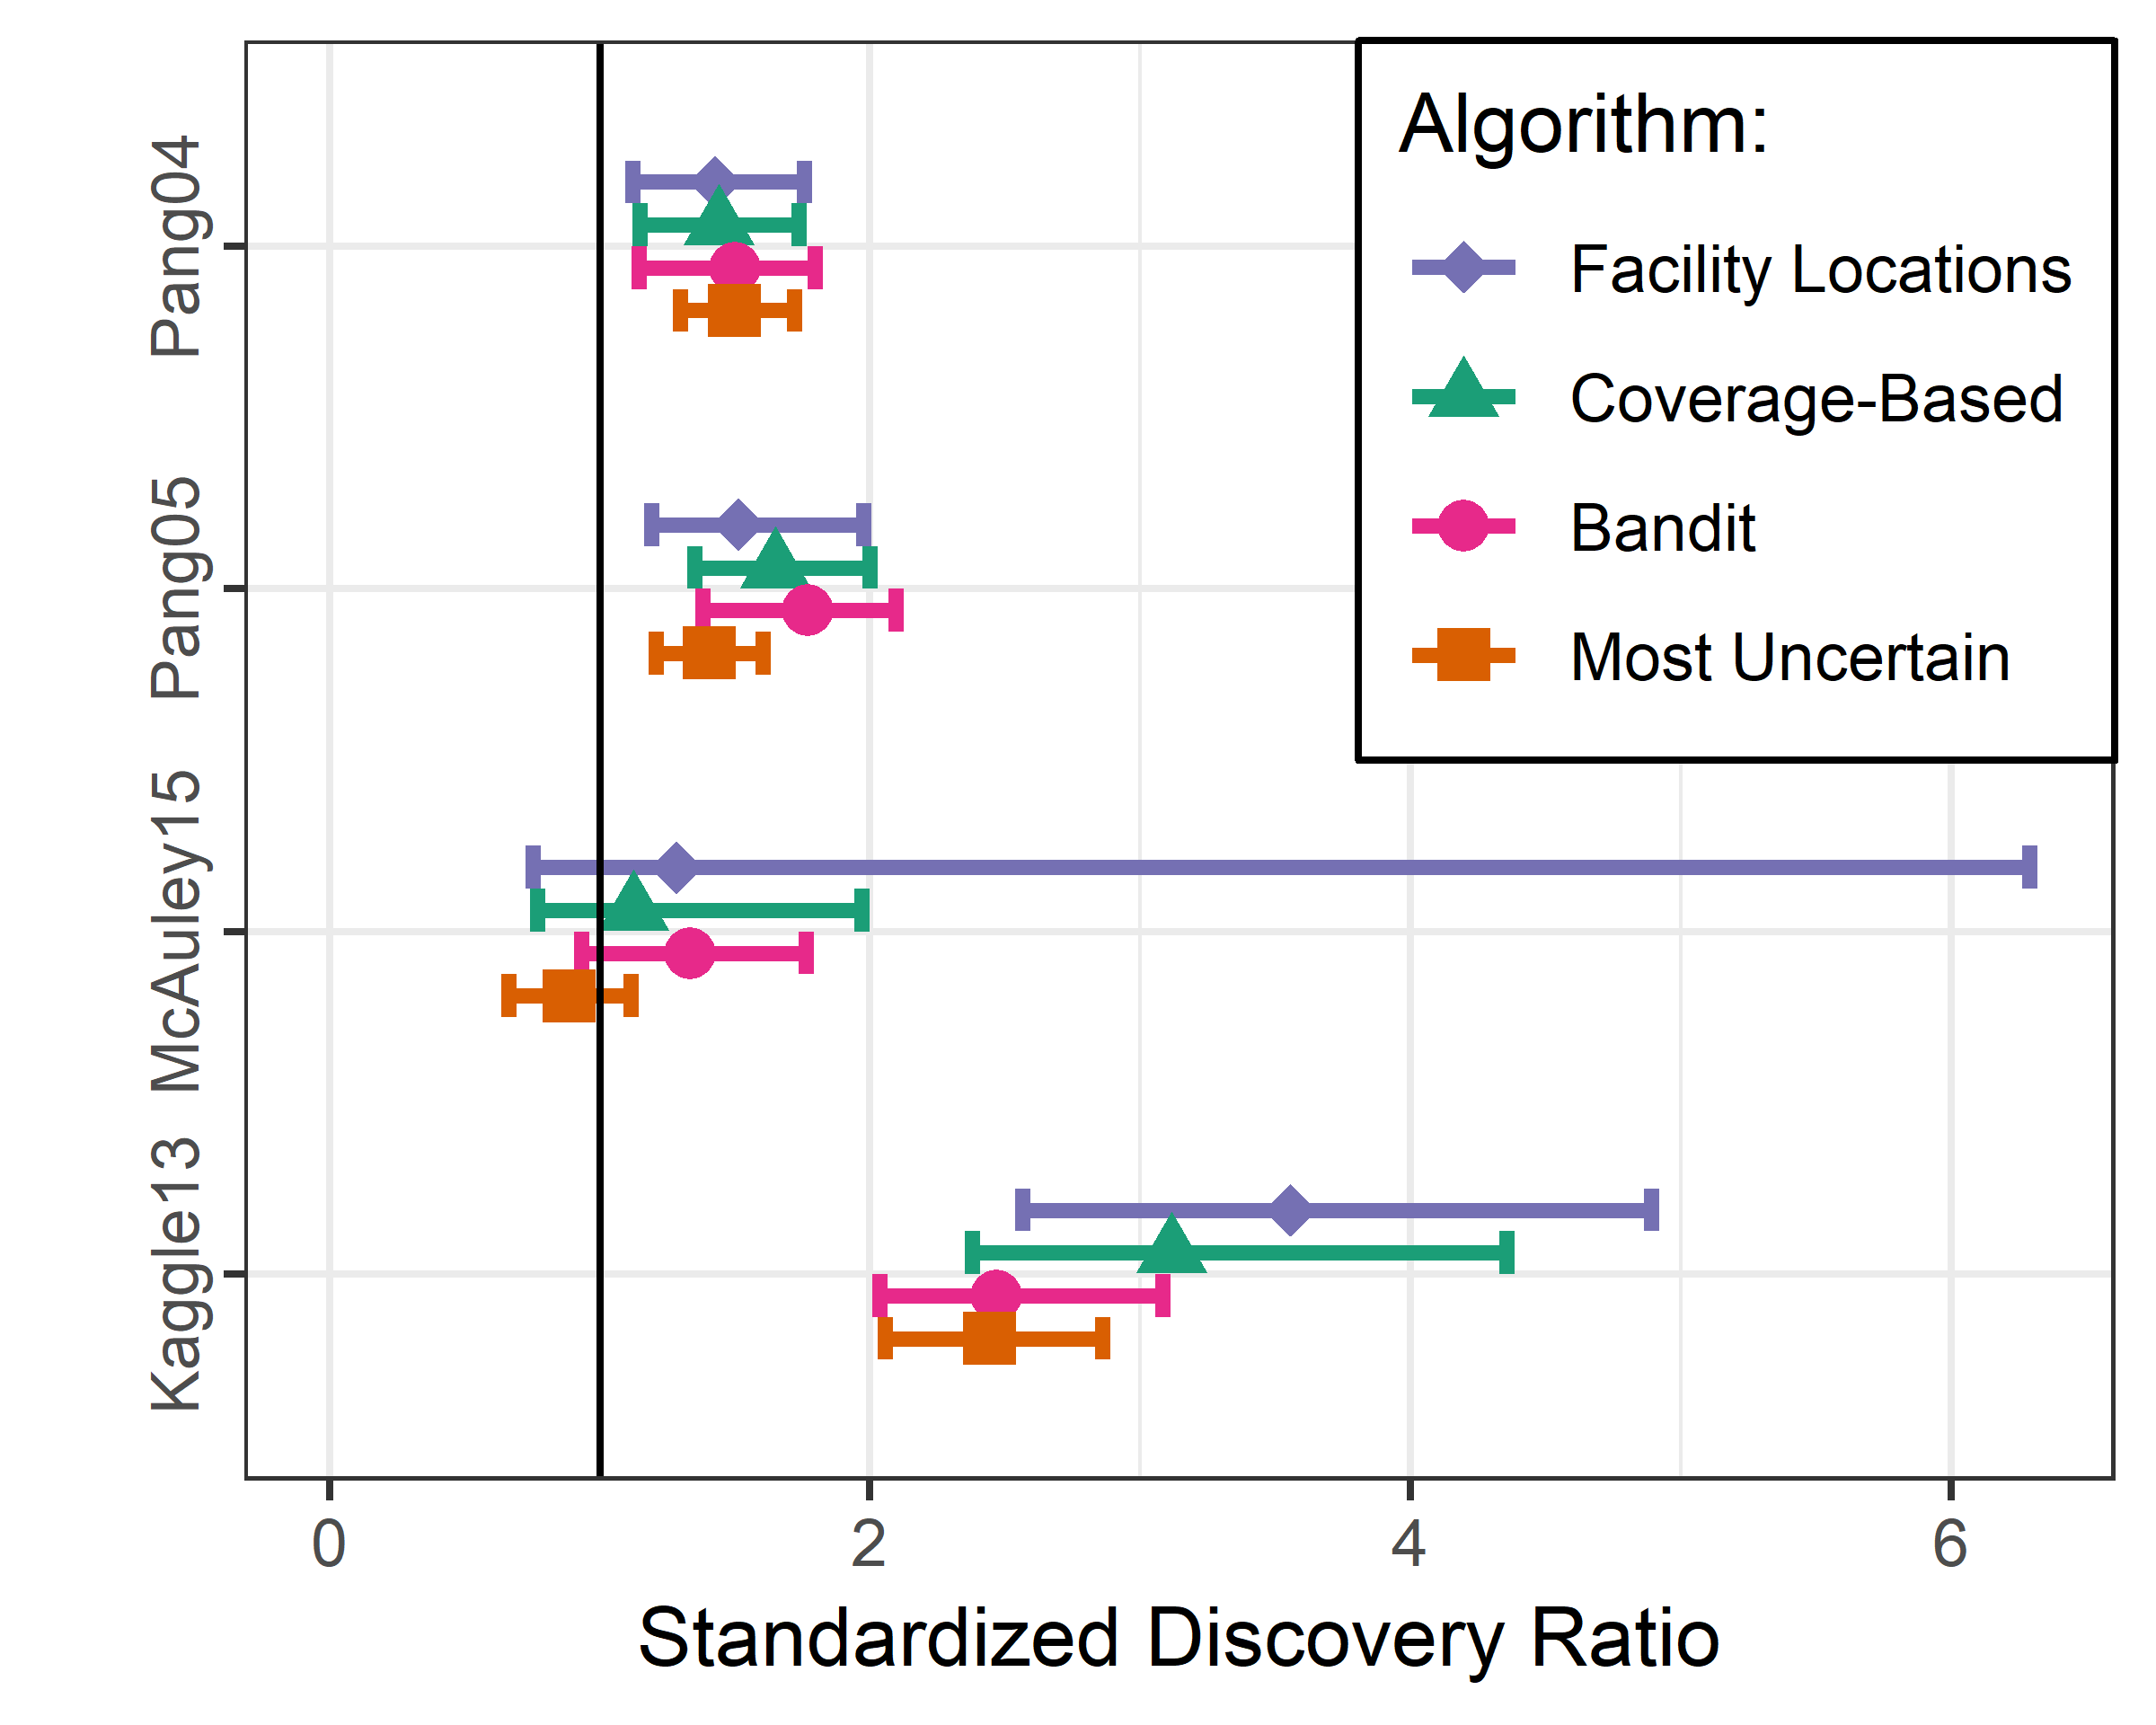 Algorithm:
Facility Locations
Coverage-Based
Bandit
Most Uncertain
Pang04
Pang05
McAuley15
Kaggle13
0 2 4 6
Standardized Discovery Ratio